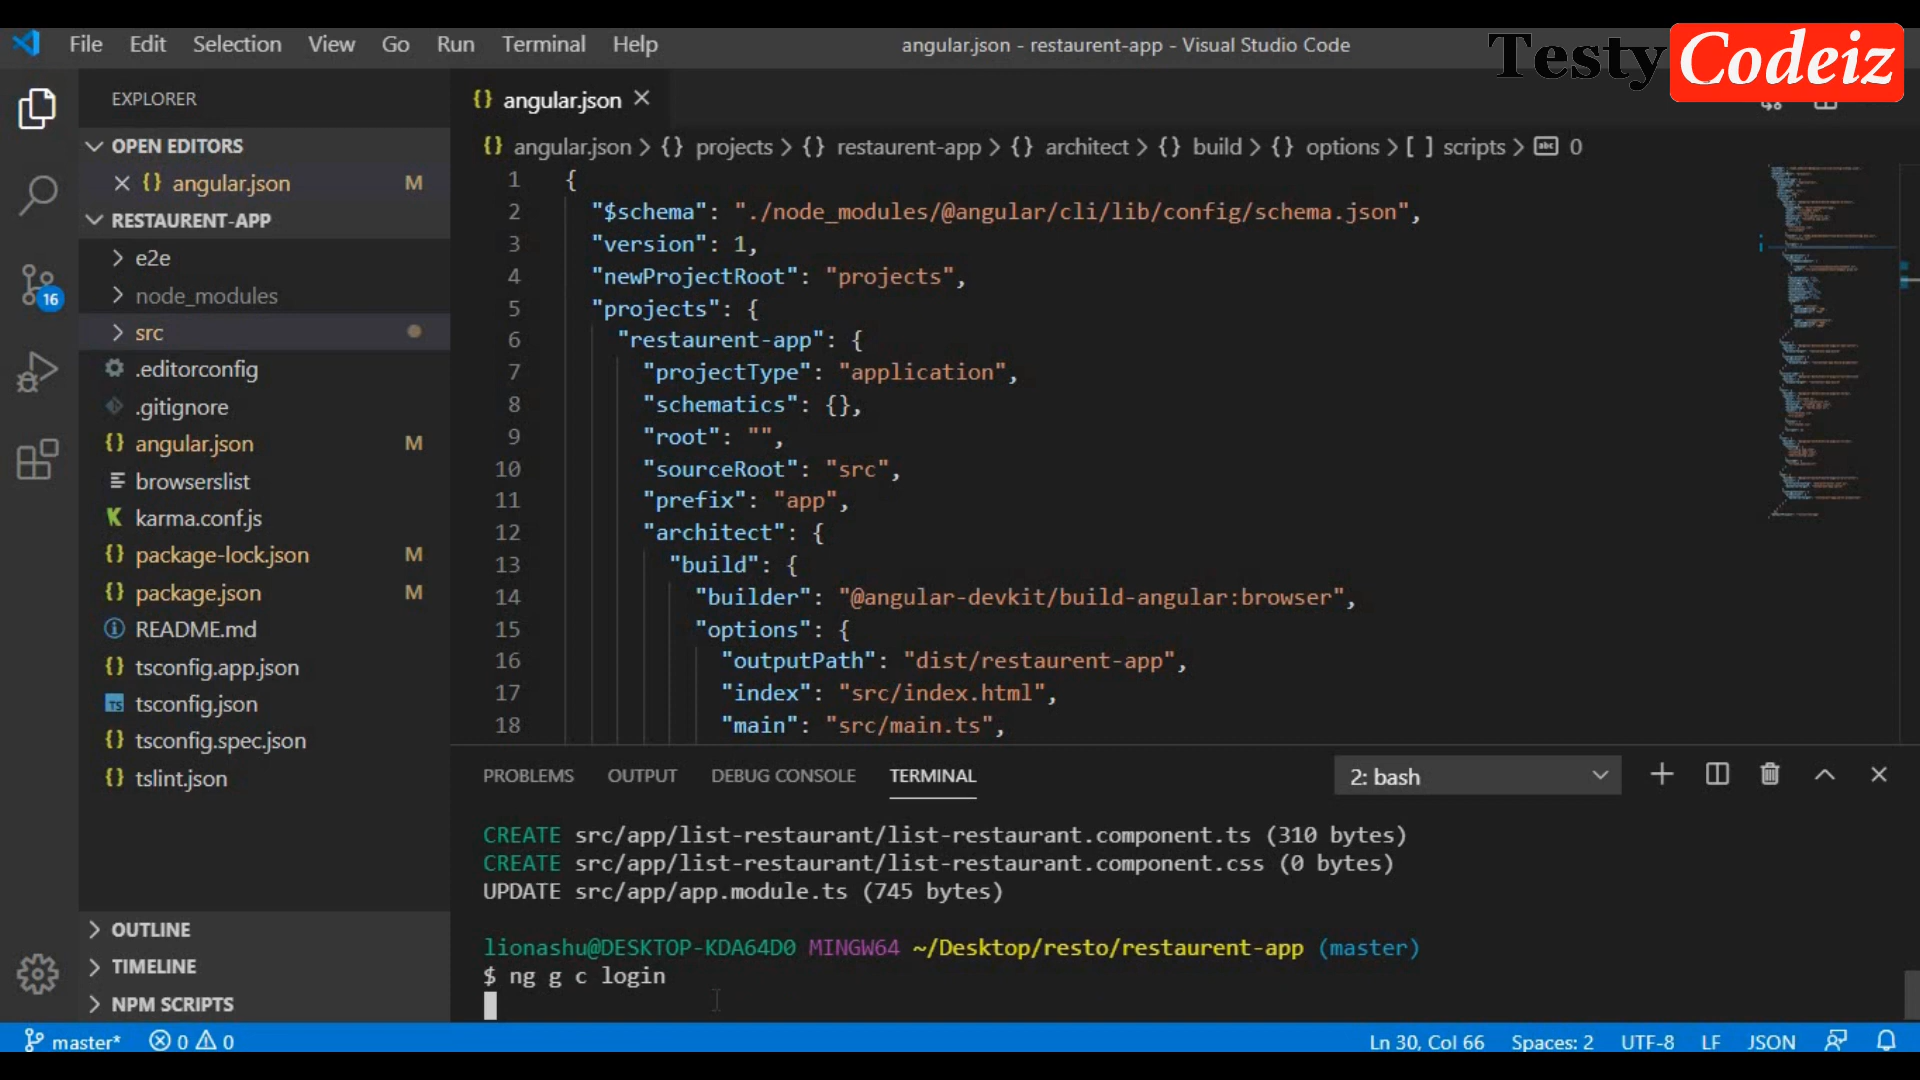 File Edit Selection View Go Run Terminal Help
angular.json - restaurent-app - Visual Studio Code
Testy Codeiz
EXPLORER
OPEN EDITORS
angular.json M
RESTAURENT-APP
e2e
node_modules
src
.editorconfig
.gitignore
angular.json M
browserslist
karma.conf.js
package-lock.json M
package.json M
README.md
tsconfig.app.json
tsconfig.json
tsconfig.spec.json
tslint.json
OUTLINE
TIMELINE
NPM SCRIPTS
16
{} angular.json
{} angular.json > {} projects > {} restaurent-app > {} architect > {} build > {} options > [ ] scripts > abc 0
1 {
2 "$schema": "./node_modules/@angular/cli/lib/config/schema.json",
3 "version": 1,
4 "newProjectRoot": "projects",
5 "projects": {
6 "restaurent-app": {
7 "projectType": "application",
8 "schematics": {},
9 "root": "",
10 "sourceRoot": "src",
11 "prefix": "app",
12 "architect": {
13 "build": {
14 "builder": "@angular-devkit/build-angular:browser",
15 "options": {
16 "outputPath": "dist/restaurent-app",
17 "index": "src/index.html",
18 "main": "src/main.ts",
PROBLEMS OUTPUT DEBUG CONSOLE TERMINAL 2: bash
CREATE src/app/list-restaurant/list-restaurant.component.ts (310 bytes)
CREATE src/app/list-restaurant/list-restaurant.component.css (0 bytes)
UPDATE src/app/app.module.ts (745 bytes)
lionashu@DESKTOP-KDA64D0 MINGW64 ~/Desktop/resto/restaurent-app (master)
$ ng g c login
master* 0 0 Ln 30, Col 66 Spaces: 2 UTF-8 LF JSON